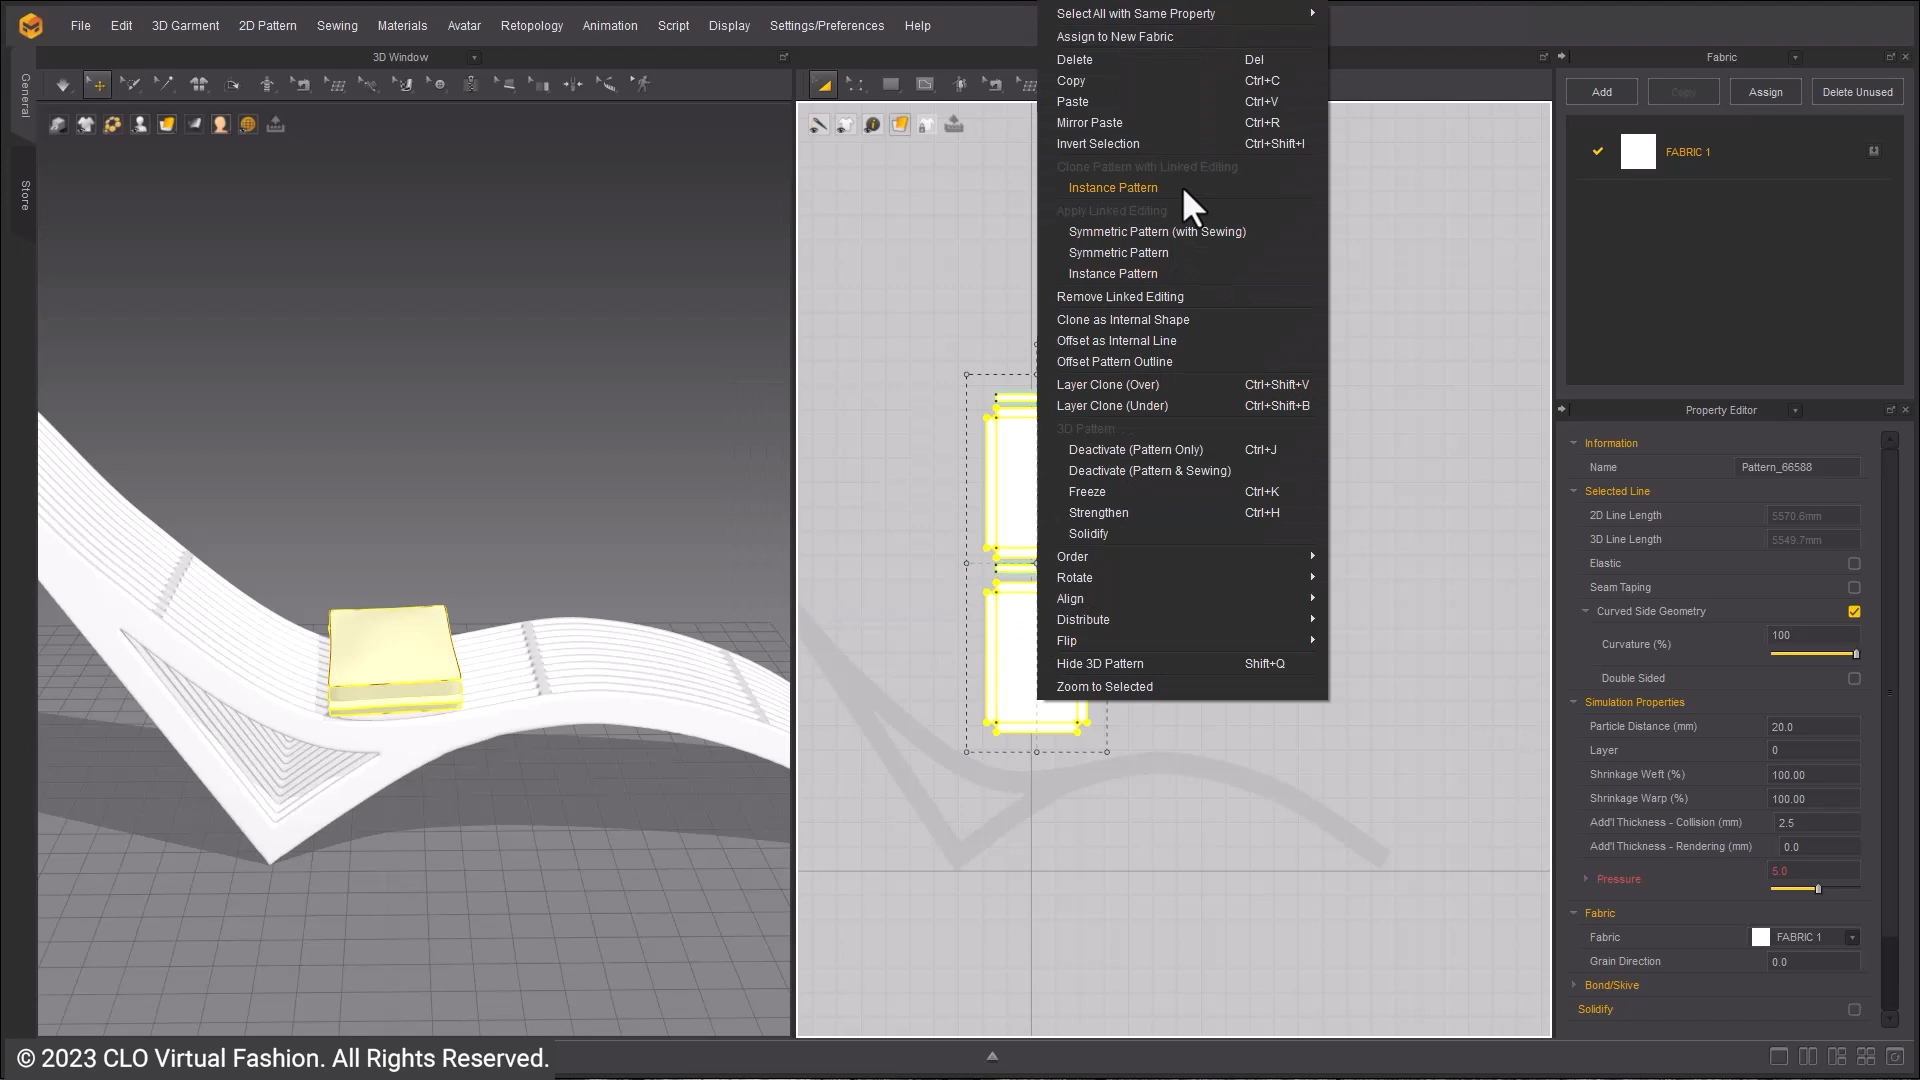 File Edit 3D Garment 2D Pattern Sewing Materials Avatar Retopology Animation Script Display Settings/Preferences Help
3D Window
General
Store
Select All with Same Property
Assign to New Fabric
Delete Del
Copy Ctrl+C
Paste Ctrl+V
Mirror Paste Ctrl+R
Invert Selection Ctrl+Shift+I
Clone Pattern with Linked Editing
Instance Pattern
Apply Linked Editing
Symmetric Pattern (with Sewing)
Symmetric Pattern
Instance Pattern
Remove Linked Editing
Clone as Internal Shape
Offset as Internal Line
Offset Pattern Outline
Layer Clone (Over) Ctrl+Shift+V
Layer Clone (Under) Ctrl+Shift+B
3D Pattern
Deactivate (Pattern Only) Ctrl+J
Deactivate (Pattern & Sewing)
Freeze Ctrl+K
Strengthen Ctrl+H
Solidify
Order
Rotate
Align
Distribute
Flip
Hide 3D Pattern Shift+Q
Zoom to Selected
Fabric
Add Copy Assign Delete Unused
FABRIC 1
Property Editor
Information
Name Pattern_66588
Selected Line
2D Line Length 5570.6mm
3D Line Length 5549.7mm
Elastic
Seam Taping
Curved Side Geometry
Curvature (%) 100
Double Sided
Simulation Properties
Particle Distance (mm) 20.0
Layer 0
Shrinkage Weft (%) 100.00
Shrinkage Warp (%) 100.00
Add'l Thickness - Collision (mm) 2.5
Add'l Thickness - Rendering (mm) 0.0
Pressure 5.0
Fabric
Fabric FABRIC 1
Grain Direction 0.0
Bond/Skive
Solidify
© 2023 CLO Virtual Fashion. All Rights Reserved.